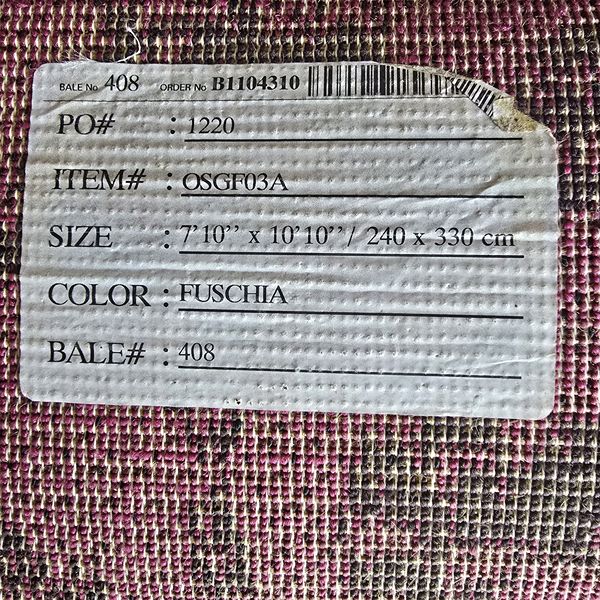 BALE No 408 ORDER No B1104310
PO# : 1220
ITEM# : OSGF03A
SIZE : 7'10'' x 10'10''/ 240 x 330 cm
COLOR : FUSCHIA
BALE# : 408